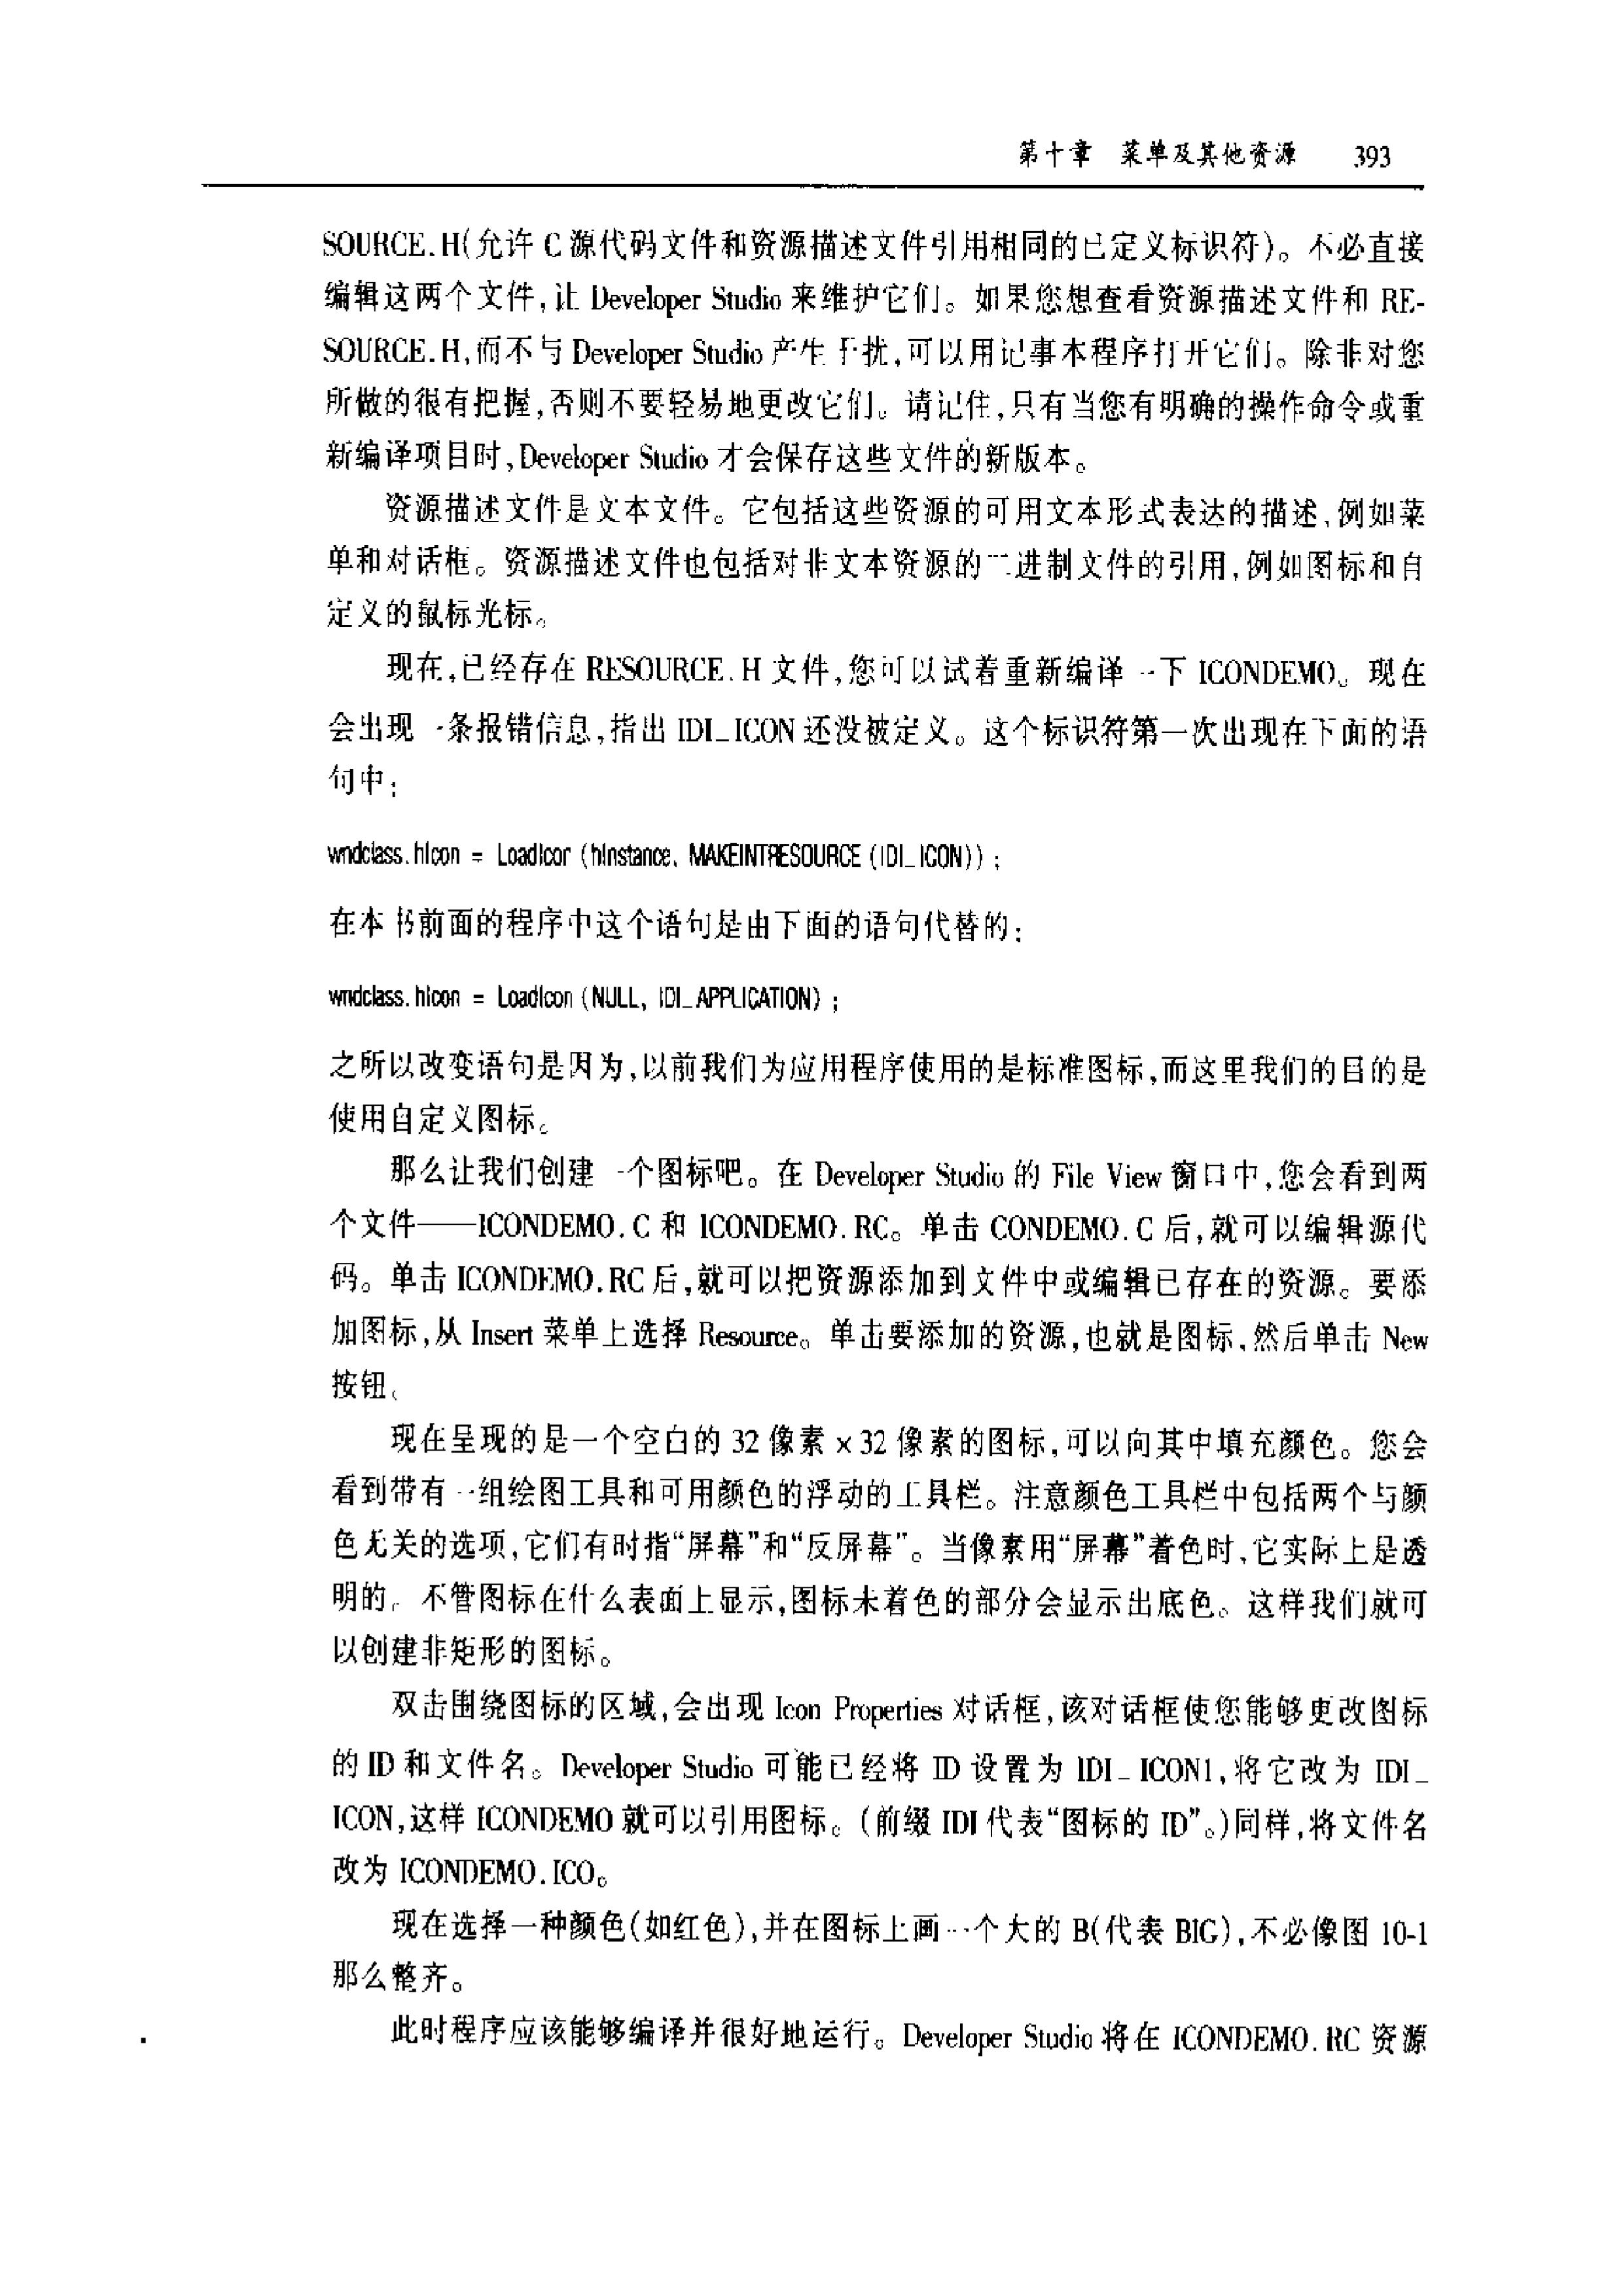 第十章 菜单及其他资源 393
SOURCE.H(允许 C 源代码文件和资源描述文件引用相同的已定义标识符)。不必直接
编辑这两个文件,让 Developer Studio 来维护它们。如果您想查看资源描述文件和 RE-
SOURCE.H,而不与 Developer Studio 产生干扰,可以用记事本程序打开它们。除非对您
所做的很有把握,否则不要轻易地更改它们。请记住,只有当您有明确的操作命令或重
新编译项目时,Developer Studio 才会保存这些文件的新版本。
资源描述文件是文本文件。它包括这些资源的可用文本形式表达的描述,例如菜
单和对话框。资源描述文件也包括对非文本资源的二进制文件的引用,例如图标和自
定义的鼠标光标。
现在,已经存在 RESOURCE.H 文件,您可以试着重新编译一下 ICONDEMO。现在
会出现一条报错信息,指出 IDI_ICON 还没被定义。这个标识符第一次出现在下面的语
句中:
wndclass.hIcon = LoadIcon (hInstance, MAKEINTRESOURCE (IDI_ICON)) ;
在本书前面的程序中这个语句是由下面的语句代替的:
wndclass.hIcon = LoadIcon (NULL, IDI_APPLICATION) ;
之所以改变语句是因为,以前我们为应用程序使用的是标准图标,而这里我们的目的是
使用自定义图标。
那么让我们创建一个图标吧。在 Developer Studio 的 File View 窗口中,您会看到两
个文件——ICONDEMO.C 和 ICONDEMO.RC。单击 CONDEMO.C 后,就可以编辑源代
码。单击 ICONDEMO.RC 后,就可以把资源添加到文件中或编辑已存在的资源。要添
加图标,从 Insert 菜单上选择 Resource。单击要添加的资源,也就是图标,然后单击 New
按钮。
现在呈现的是一个空白的 32 像素×32 像素的图标,可以向其中填充颜色。您会
看到带有一组绘图工具和可用颜色的浮动的工具栏。注意颜色工具栏中包括两个与颜
色无关的选项,它们有时指“屏幕”和“反屏幕”。当像素用“屏幕”着色时,它实际上是透
明的。不管图标在什么表面上显示,图标未着色的部分会显示出底色。这样我们就可
以创建非矩形的图标。
双击围绕图标的区域,会出现 Icon Properties 对话框,该对话框使您能够更改图标
的 ID 和文件名。Developer Studio 可能已经将 ID 设置为 IDI_ICON1,将它改为 IDI_
ICON,这样 ICONDEMO 就可以引用图标。(前缀 IDI 代表“图标的 ID”。)同样,将文件名
改为 ICONDEMO.ICO。
现在选择一种颜色(如红色),并在图标上画一个大的 B(代表 BIG),不必像图 10-1
那么整齐。
此时程序应该能够编译并很好地运行。Developer Studio 将在 ICONDEMO.RC 资源